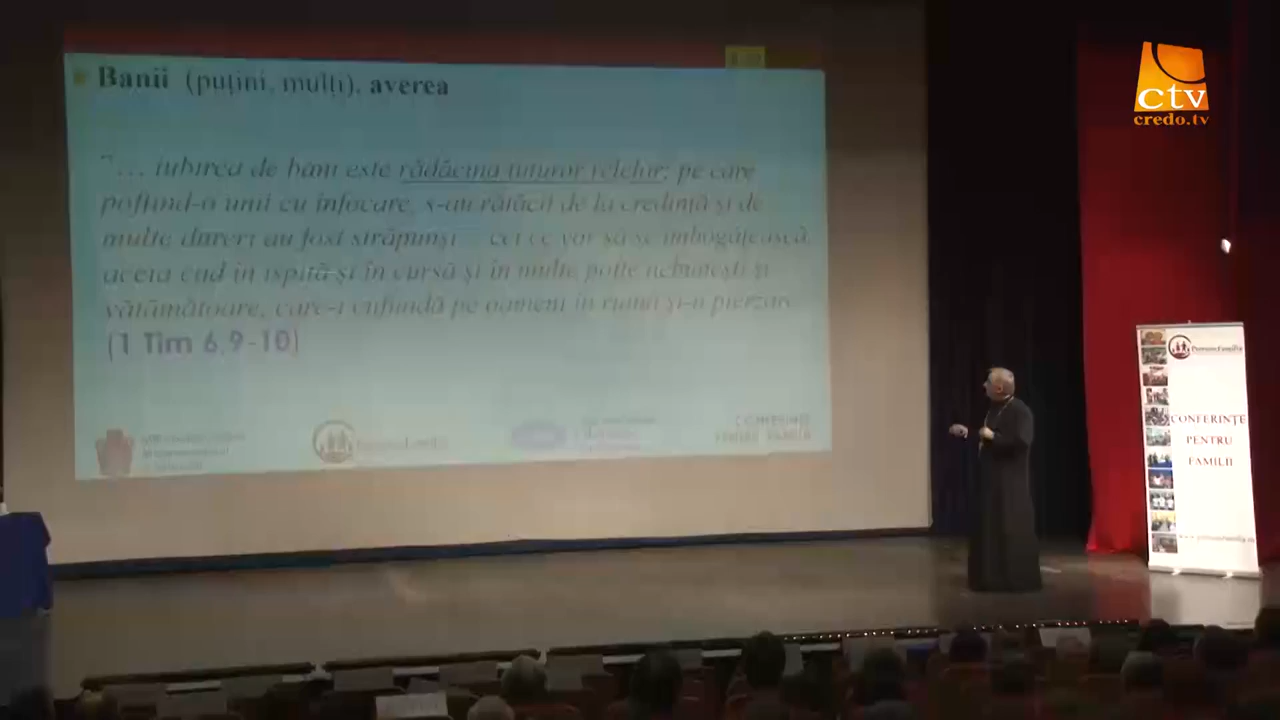 Banii (puțini, mulți), averea
"... iubirea de bani este rădăcina tuturor relelor; pe care
poftind-o unii cu înfocare, s-au rătăcit de la credință și de
multe dureri au fost străpunși ... cei ce vor să se îmbogățească,
aceia cad în ispită și în cursă și în multe pofte nebunești și
vătămătoare, care-i cufundă pe oameni în ruină și-n pierzare
(1 Tim 6,9-10)
ctv
credo.tv
CONFERINȚE
PENTRU
FAMILII